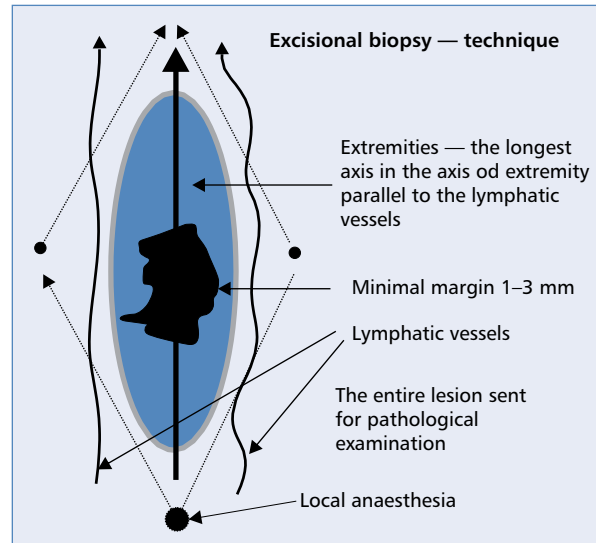 Excisional biopsy — technique
Extremities — the longest
axis in the axis od extremity
parallel to the lymphatic
vessels
Minimal margin 1–3 mm
Lymphatic vessels
The entire lesion sent
for pathological
examination
Local anaesthesia